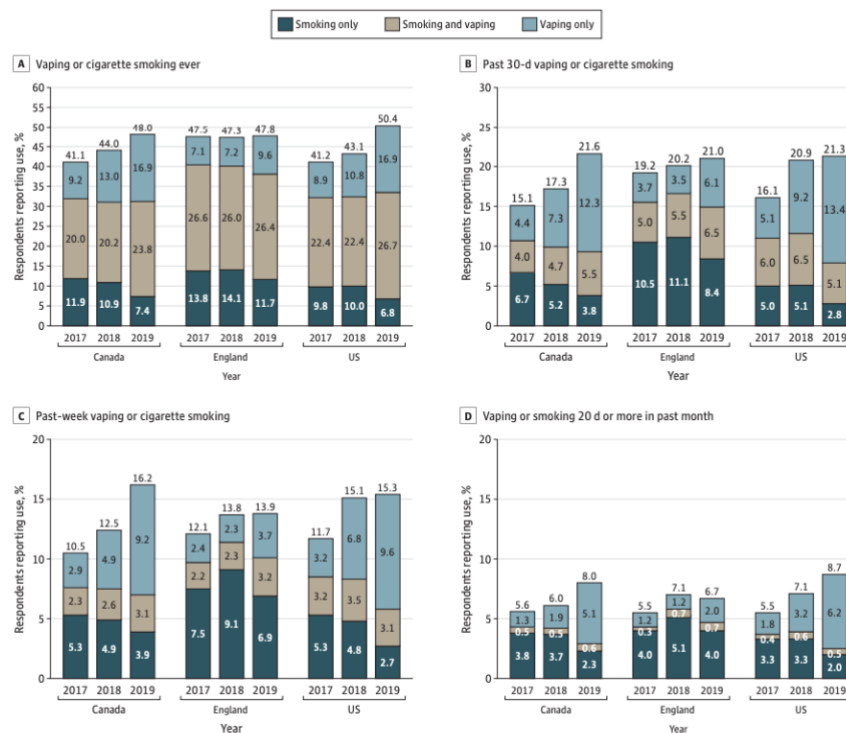 Smoking only Smoking and vaping Vaping only
A Vaping or cigarette smoking ever
Respondents reporting use, %
60
55
50
45
40
35
30
25
20
15
10
5
0
41.1 44.0 48.0 47.5 47.3 47.8 41.2 43.1 50.4
9.2 13.0 16.9 7.1 7.2 9.6 8.9 10.8 16.9
20.0 20.2 23.8 26.6 26.0 26.4 22.4 22.4 26.7
11.9 10.9 7.4 13.8 14.1 11.7 9.8 10.0 6.8
2017 2018 2019 2017 2018 2019 2017 2018 2019
Canada England US
Year
B Past 30-d vaping or cigarette smoking
Respondents reporting use, %
30
25
20
15
10
5
0
15.1 17.3 21.6 19.2 20.2 21.0 16.1 20.9 21.3
4.4 7.3 12.3 3.7 3.5 6.1 5.1 9.2 13.4
4.0 4.7 5.5 5.0 5.5 6.5 6.0 6.5 5.1
6.7 5.2 3.8 10.5 11.1 8.4 5.0 5.1 2.8
2017 2018 2019 2017 2018 2019 2017 2018 2019
Canada England US
Year
C Past-week vaping or cigarette smoking
Respondents reporting use, %
20
15
10
5
0
10.5 12.5 16.2 12.1 13.8 13.9 11.7 15.1 15.3
2.9 4.9 9.2 2.4 2.3 3.7 3.2 6.8 9.6
2.3 2.6 3.1 2.2 2.3 3.2 3.2 3.5 3.1
5.3 4.9 3.9 7.5 9.1 6.9 5.3 4.8 2.7
2017 2018 2019 2017 2018 2019 2017 2018 2019
Canada England US
Year
D Vaping or smoking 20 d or more in past month
Respondents reporting use, %
20
15
10
5
0
5.6 6.0 8.0 5.5 7.1 6.7 5.5 7.1 8.7
1.3 1.9 5.1 1.2 1.2 2.0 1.8 3.2 6.2
0.5 0.5 0.6 0.3 0.7 0.7 0.4 0.6 0.5
3.8 3.7 2.3 4.0 5.1 4.0 3.3 3.3 2.0
2017 2018 2019 2017 2018 2019 2017 2018 2019
Canada England US
Year